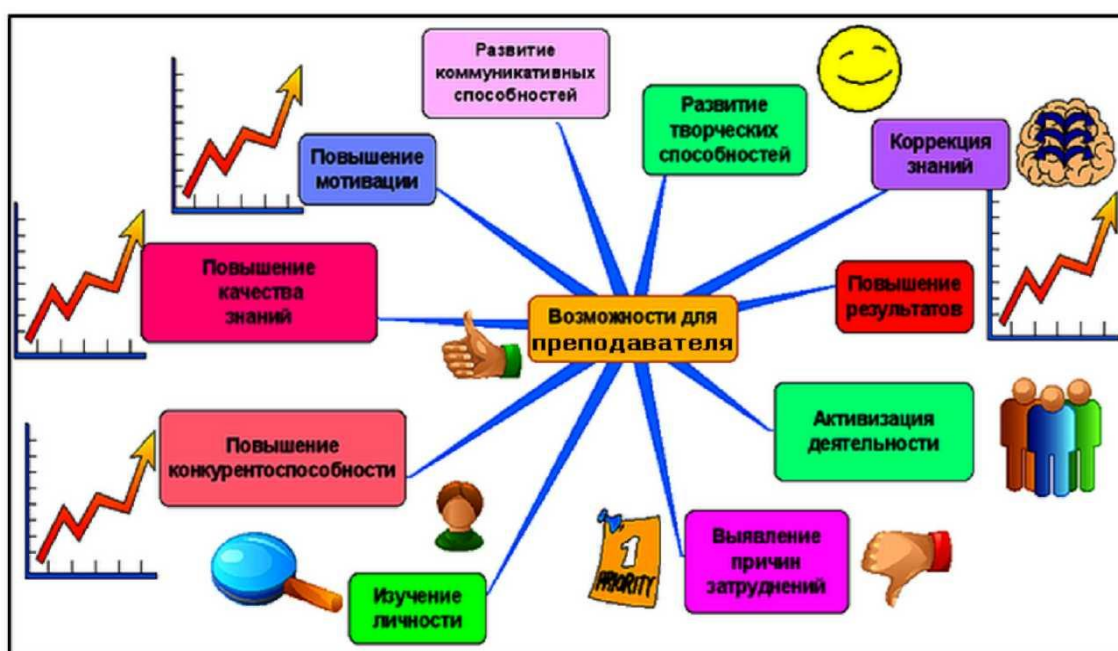 Развитие
коммуникативных
способностей
Развитие
творческих
способностей
Коррекция
знаний
Повышение
мотивации
Повышение
качества
знаний
Возможности для
преподавателя
Повышение
результатов
Активизация
деятельности
Повышение
конкурентоспособности
Выявление
причин
затруднений
1
PRIORITY
Изучение
личности